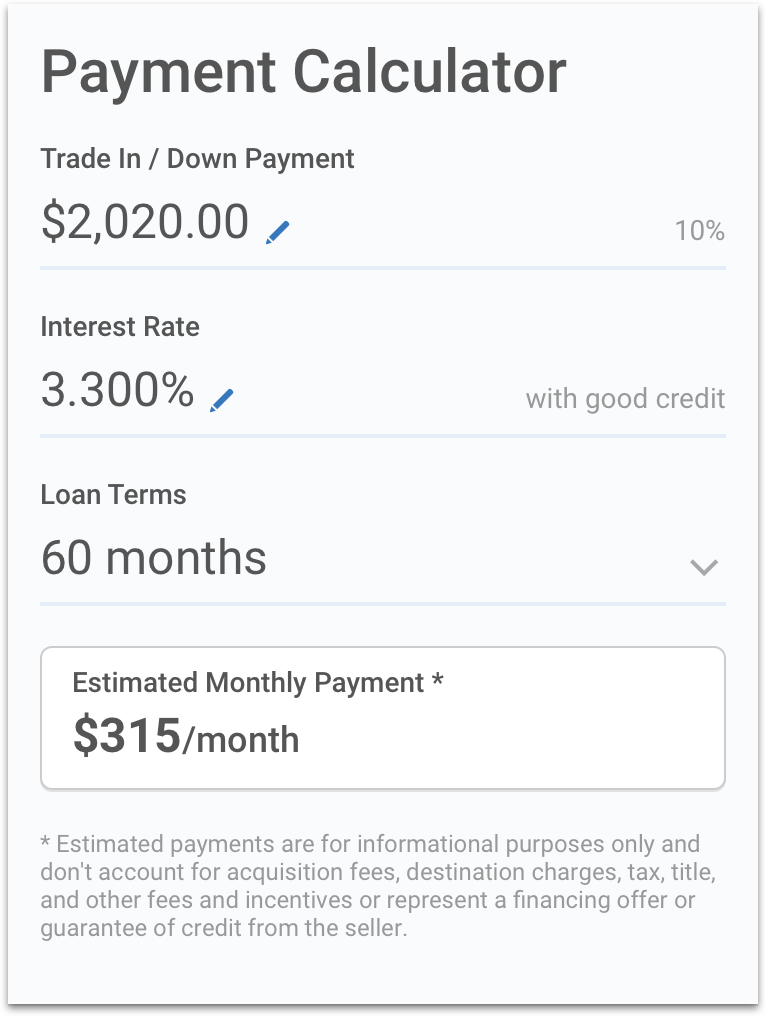 Payment Calculator
Trade In / Down Payment
$2,020.00
10%
Interest Rate
3.300%
with good credit
Loan Terms
60 months
Estimated Monthly Payment *
$315/month
* Estimated payments are for informational purposes only and
don't account for acquisition fees, destination charges, tax, title,
and other fees and incentives or represent a financing offer or
guarantee of credit from the seller.